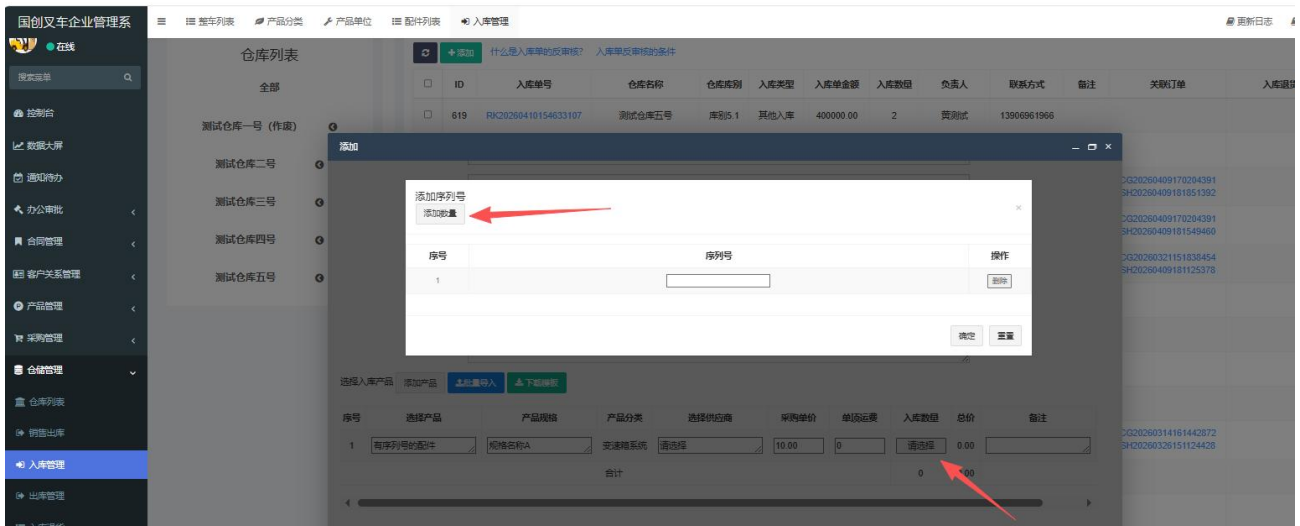 国创叉车企业管理系
整车列表 产品分类 产品单位 配件列表 入库管理 更新日志
在线
搜索菜单
控制台
数据大屏
通知待办
办公审批
合同管理
客户关系管理
产品管理
采购管理
仓储管理
仓库列表
销售出库
入库管理
出库管理
仓库列表
全部
测试仓库一号 (作废)
测试仓库二号
测试仓库三号
测试仓库四号
测试仓库五号
添加 什么是入库单的反审核? 入库单反审核的条件
ID 入库单号 仓库名称 仓库库别 入库类型 入库单金额 入库数量 负责人 联系方式 备注 关联订单 入库退货
619 RK20260410154633107 测试仓库五号 库别5.1 其他入库 400000.00 2 黄测试 13906961966
CG20260409170204391
SH20260409181851392
CG20260409170204391
SH20260409181549460
CG20260321151838454
SH20260409181125378
CG20260314161442872
SH20260326151124428
添加
添加序列号
添加数量
序号 序列号 操作
1 删除
确定 重置
选择入库产品 添加产品 批量导入 下载模板
序号 选择产品 产品规格 产品分类 选择供应商 采购单价 单项运费 入库数量 总价 备注
1 有序列号的配件 规格名称A 变速箱系统 请选择 10.00 0 请选择 0.00
合计 0